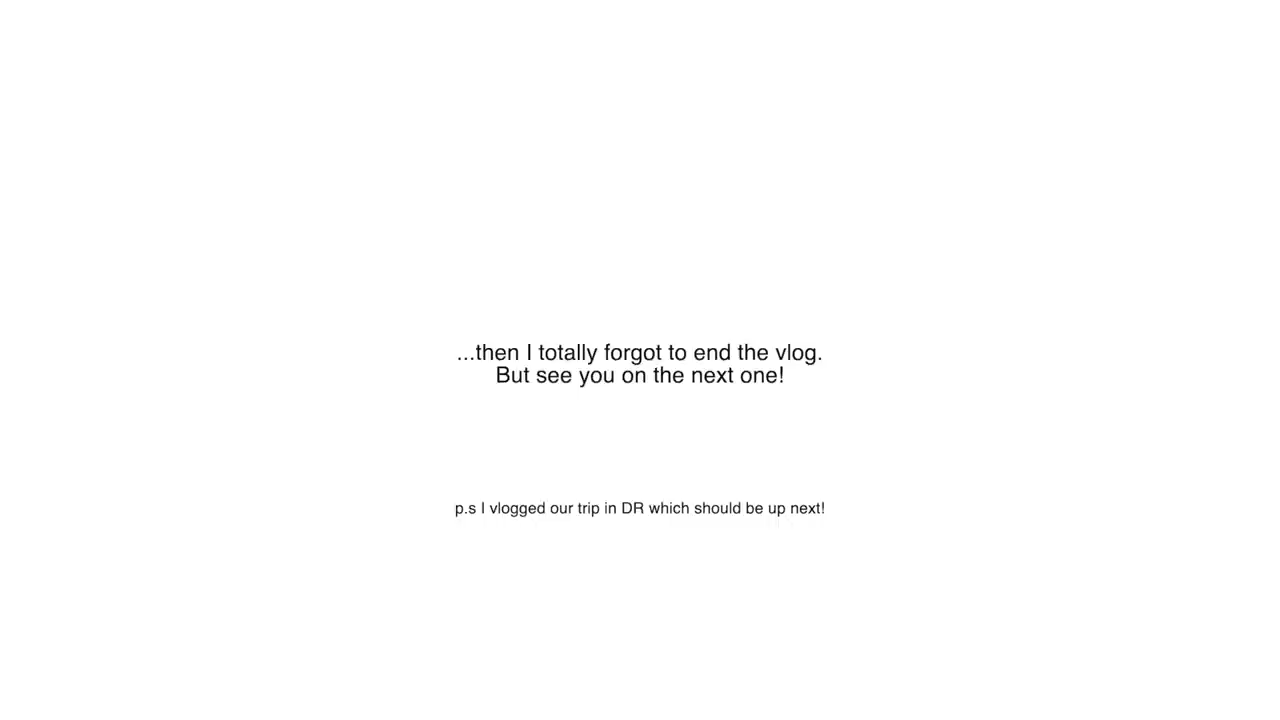 ...then I totally forgot to end the vlog.
But see you on the next one!
p.s I vlogged our trip in DR which should be up next!